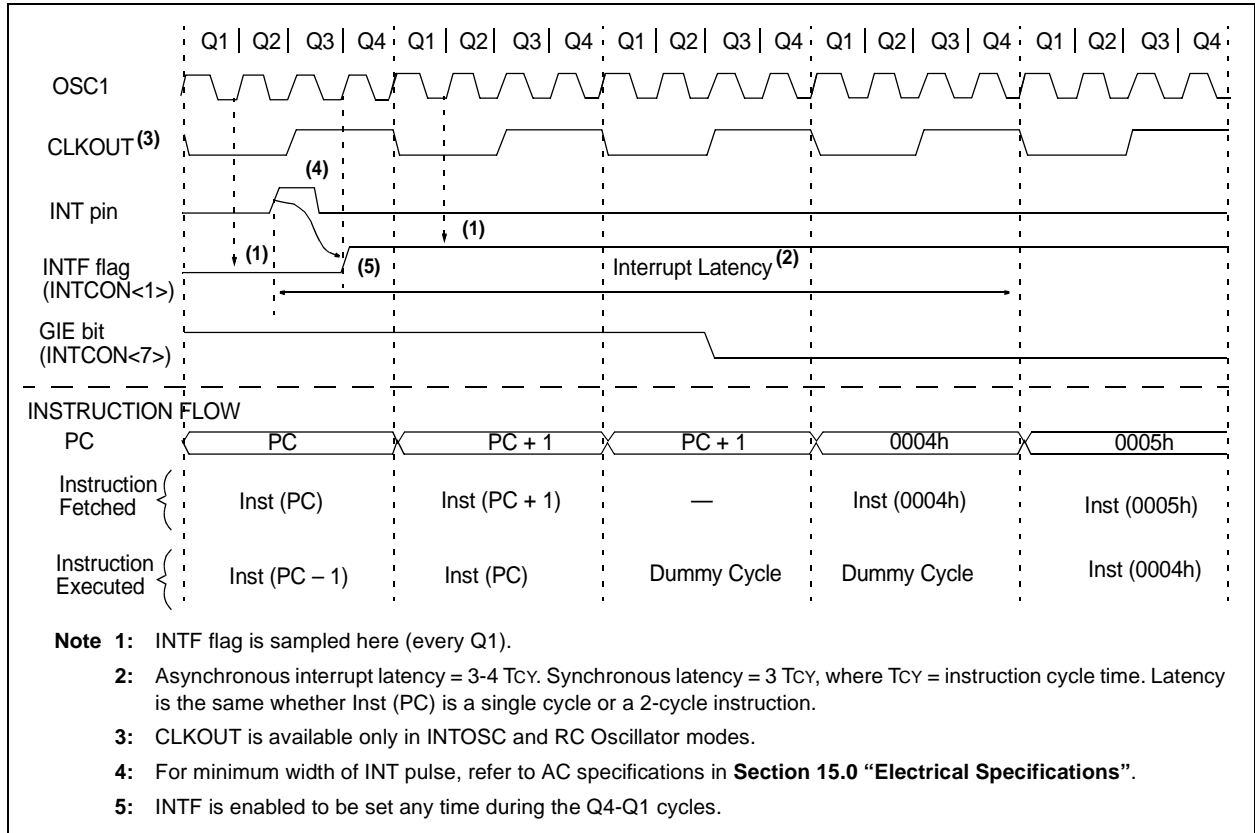 Q1 | Q2 | Q3 | Q4 Q1 | Q2 | Q3 | Q4 Q1 | Q2 | Q3 | Q4 Q1 | Q2 | Q3 | Q4 Q1 | Q2 | Q3 | Q4
OSC1
CLKOUT (3)
(4)
INT pin
(1)
(1)
(5)
INTF flag
(INTCON<1>)
Interrupt Latency (2)
GIE bit
(INTCON<7>)
INSTRUCTION FLOW
PC PC PC + 1 PC + 1 0004h 0005h
Instruction
Fetched
Inst (PC) Inst (PC + 1) — Inst (0004h) Inst (0005h)
Instruction
Executed
Inst (PC – 1) Inst (PC) Dummy Cycle Dummy Cycle Inst (0004h)
Note 1: INTF flag is sampled here (every Q1).
2: Asynchronous interrupt latency = 3-4 TCY. Synchronous latency = 3 TCY, where TCY = instruction cycle time. Latency
is the same whether Inst (PC) is a single cycle or a 2-cycle instruction.
3: CLKOUT is available only in INTOSC and RC Oscillator modes.
4: For minimum width of INT pulse, refer to AC specifications in Section 15.0 “Electrical Specifications”.
5: INTF is enabled to be set any time during the Q4-Q1 cycles.